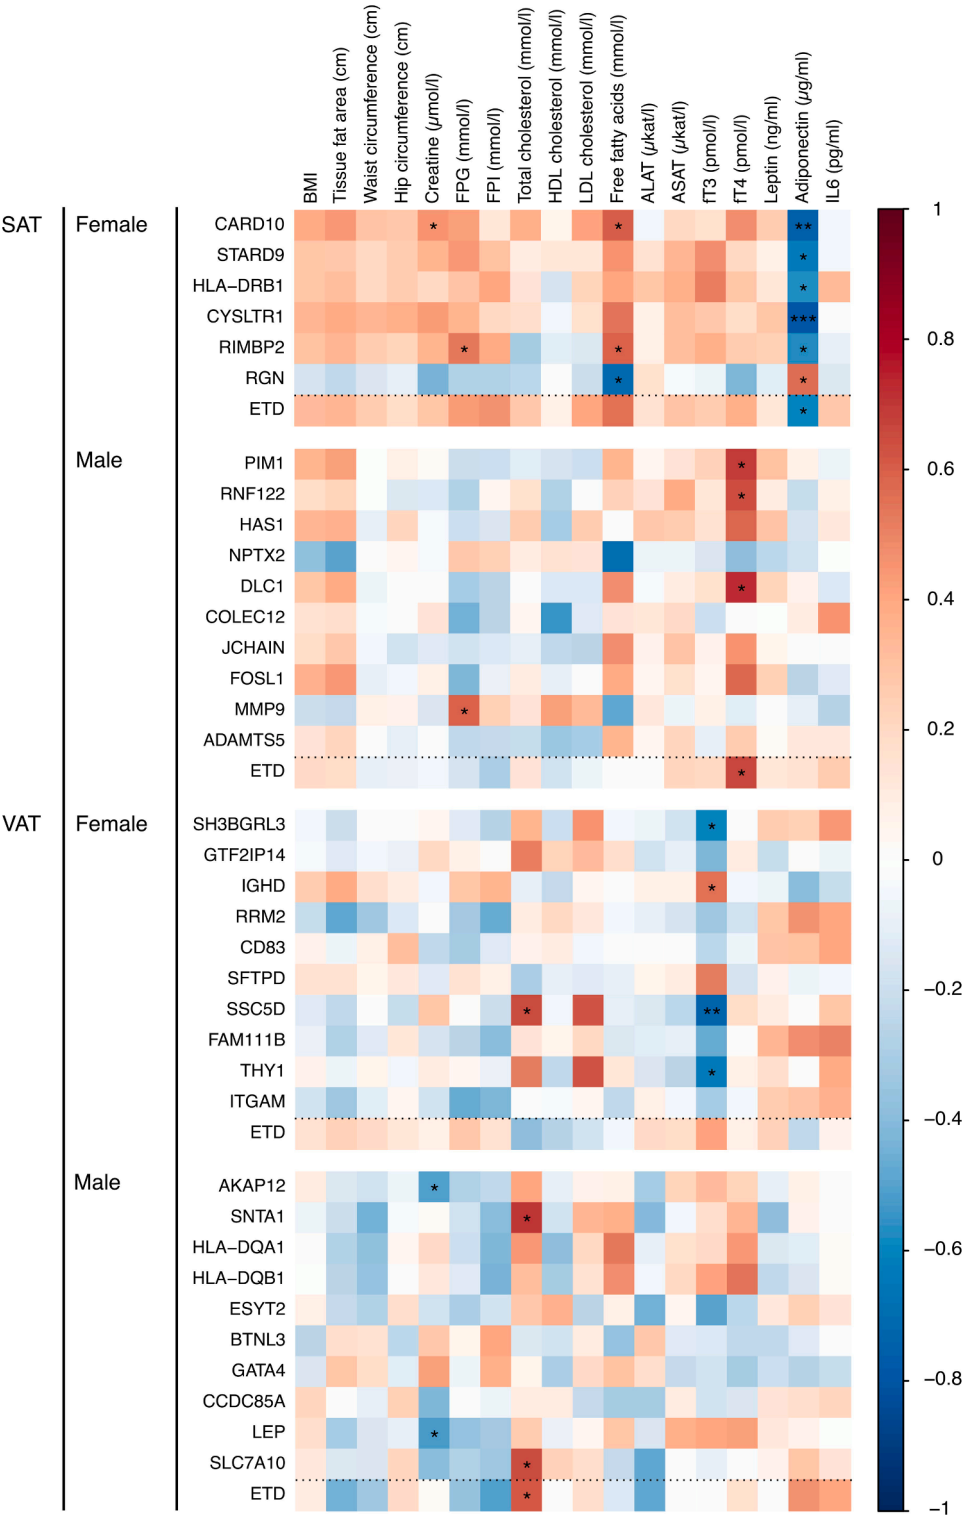 BMI
Tissue fat area (cm)
Waist circumference (cm)
Hip circumference (cm)
Creatine (µmol/l)
FPG (mmol/l)
FPI (mmol/l)
Total cholesterol (mmol/l)
HDL cholesterol (mmol/l)
LDL cholesterol (mmol/l)
Free fatty acids (mmol/l)
ALAT (µkat/l)
ASAT (µkat/l)
fT3 (pmol/l)
fT4 (pmol/l)
Leptin (ng/ml)
Adiponectin (µg/ml)
IL6 (pg/ml)
SAT
Female
CARD10 * * **
STARD9 *
HLA−DRB1 *
CYSLTR1 ***
RIMBP2 * * *
RGN * *
ETD *
Male
PIM1 *
RNF122 *
HAS1
NPTX2
DLC1 *
COLEC12
JCHAIN
FOSL1
MMP9 *
ADAMTS5
ETD *
VAT
Female
SH3BGRL3 *
GTF2IP14
IGHD *
RRM2
CD83
SFTPD
SSC5D * **
FAM111B
THY1 *
ITGAM
ETD
Male
AKAP12 *
SNTA1 *
HLA−DQA1
HLA−DQB1
ESYT2
BTNL3
GATA4
CCDC85A
LEP *
SLC7A10 *
ETD *
1
0.8
0.6
0.4
0.2
0
−0.2
−0.4
−0.6
−0.8
−1